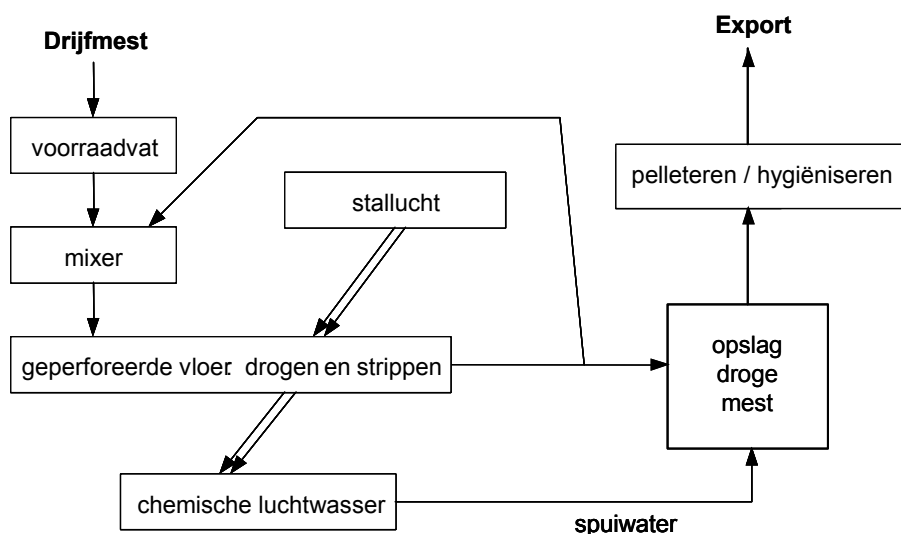 Drijfmest
Export
voorraadvat
pelleteren / hygiëniseren
stallucht
mixer
geperforeerde vloer: drogen en strippen
opslag
droge
mest
chemische luchtwasser
spuiwater